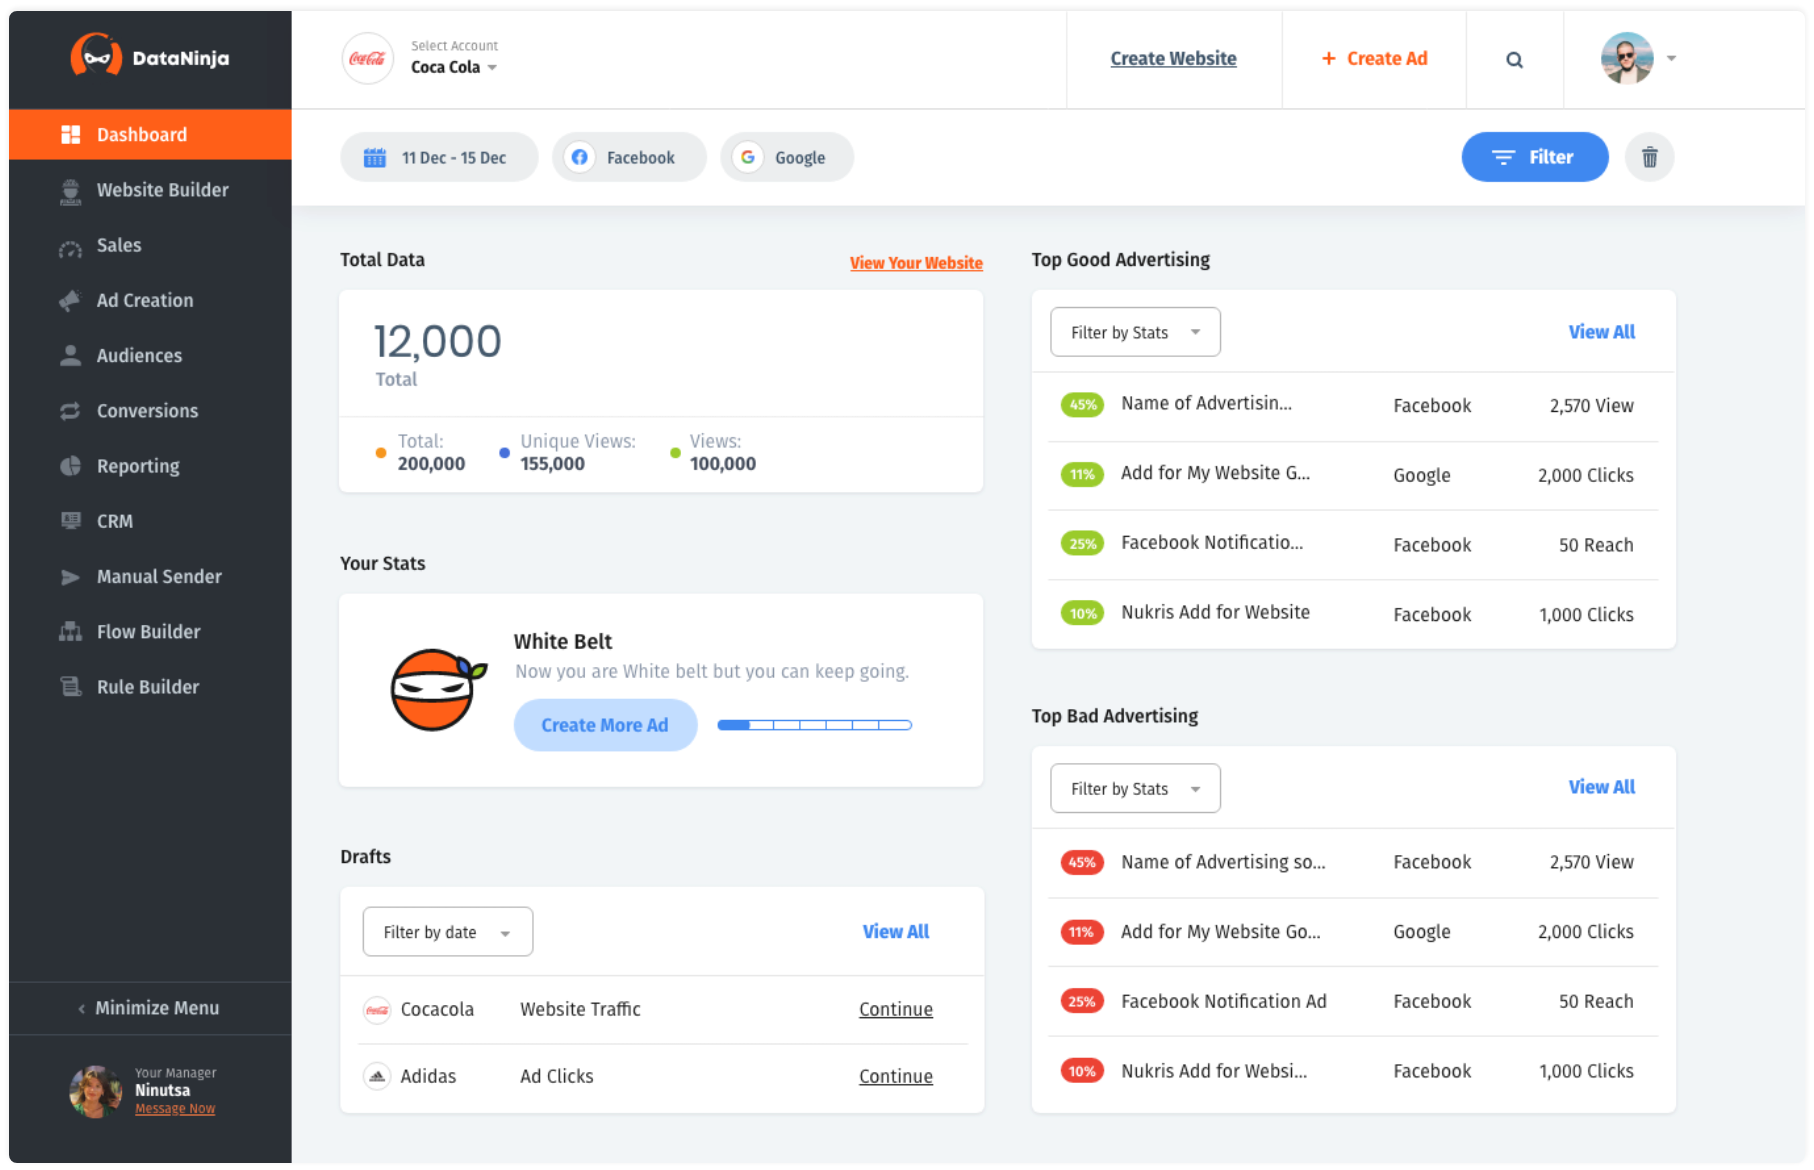 DataNinja
Select Account
Coca Cola
Create Website
+ Create Ad
Dashboard
Website Builder
Sales
Ad Creation
Audiences
Conversions
Reporting
CRM
Manual Sender
Flow Builder
Rule Builder
< Minimize Menu
Your Manager
Ninutsa
Message Now
11 Dec - 15 Dec
Facebook
Google
Filter
Total Data
View Your Website
12,000
Total
Total:
200,000
Unique Views:
155,000
Views:
100,000
Your Stats
White Belt
Now you are White belt but you can keep going.
Create More Ad
Drafts
Filter by date
View All
Cocacola Website Traffic Continue
Adidas Ad Clicks Continue
Top Good Advertising
Filter by Stats
View All
45% Name of Advertisin... Facebook 2,570 View
11% Add for My Website G... Google 2,000 Clicks
25% Facebook Notificatio... Facebook 50 Reach
10% Nukris Add for Website Facebook 1,000 Clicks
Top Bad Advertising
Filter by Stats
View All
45% Name of Advertising so... Facebook 2,570 View
11% Add for My Website Go... Google 2,000 Clicks
25% Facebook Notification Ad Facebook 50 Reach
10% Nukris Add for Websi... Facebook 1,000 Clicks